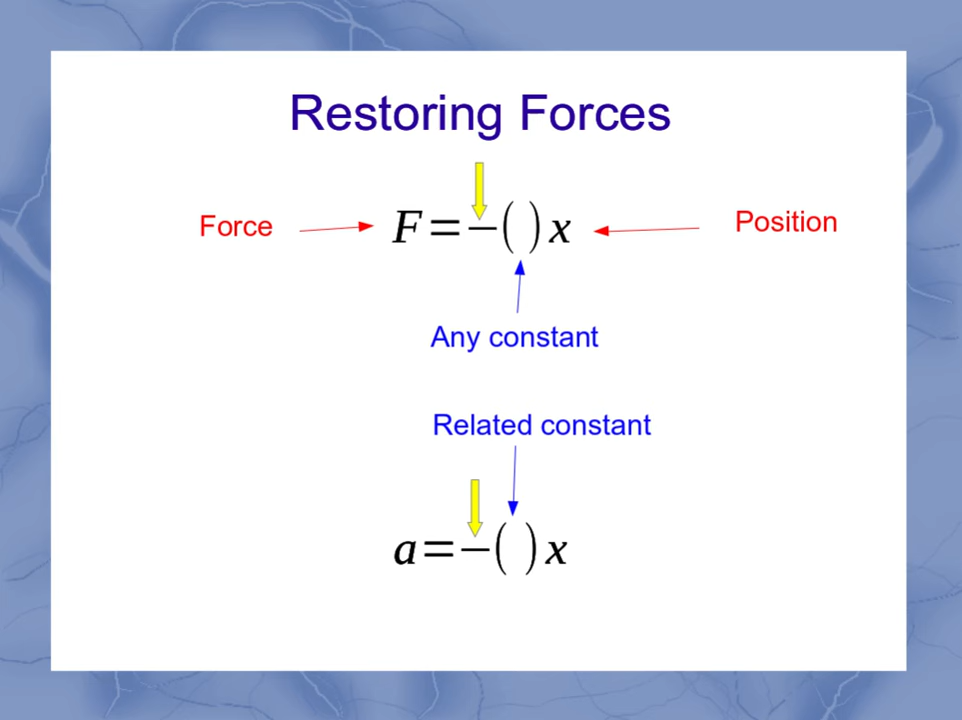 Restoring Forces
Force F=−( )x Position
Any constant
Related constant
a=−( )x